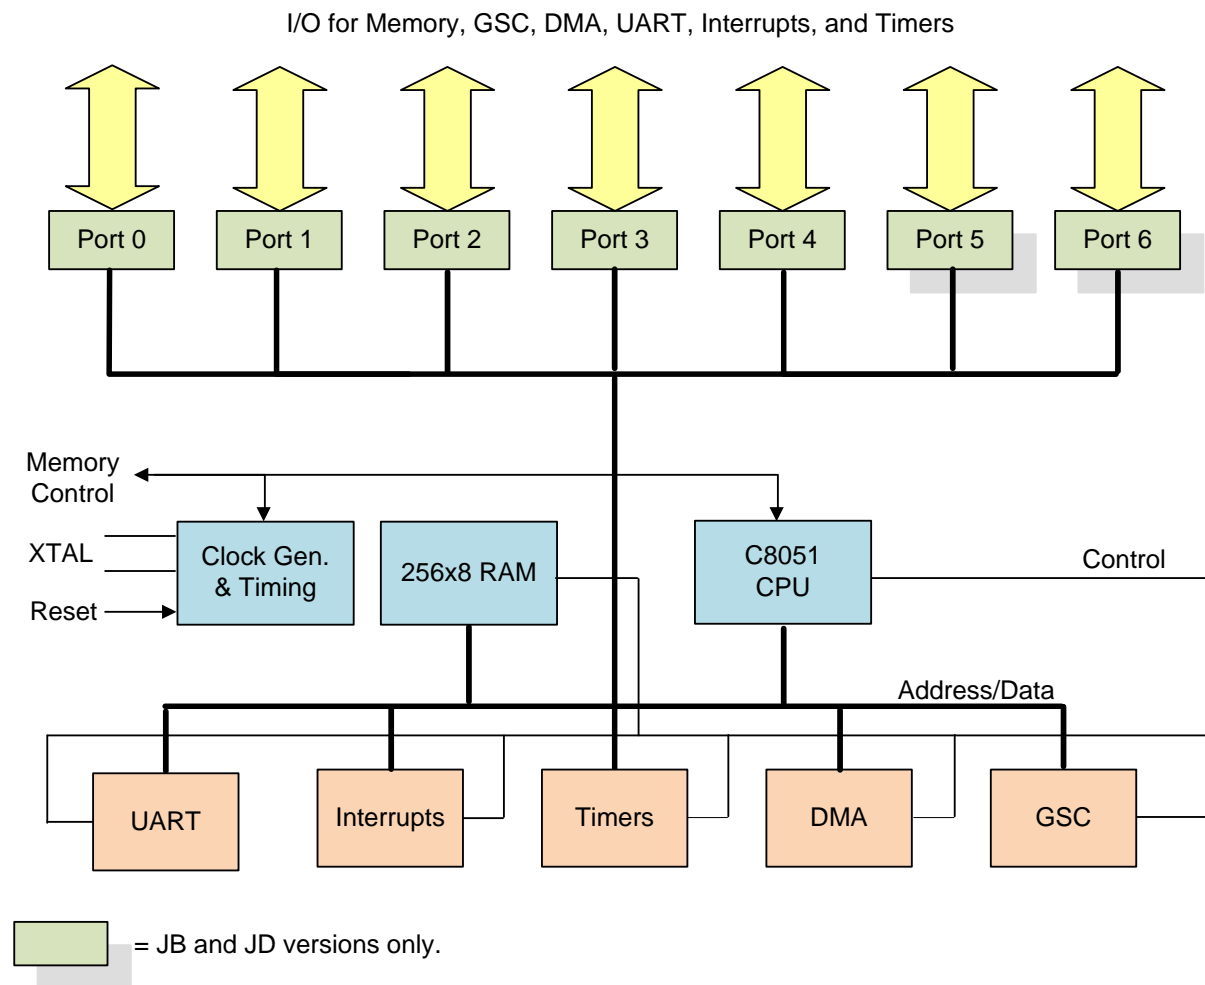 I/O for Memory, GSC, DMA, UART, Interrupts, and Timers
Port 0
Port 1
Port 2
Port 3
Port 4
Port 5
Port 6
Memory
Control
XTAL
Reset
Clock Gen.
& Timing
256x8 RAM
C8051
CPU
Control
Address/Data
UART
Interrupts
Timers
DMA
GSC
= JB and JD versions only.